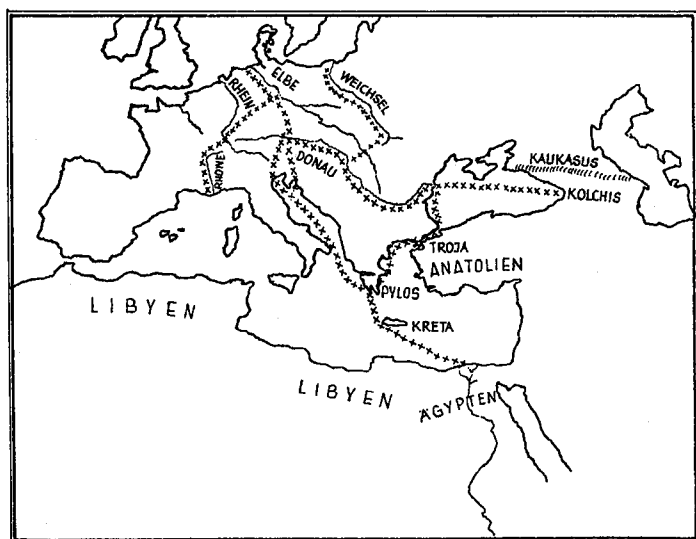 ELBE
RHEIN
WEICHSEL
RHONE
DONAU
KAUKASUS
KOLCHIS
TROJA
ANATOLIEN
PYLOS
KRETA
LIBYEN
LIBYEN
ÄGYPTEN